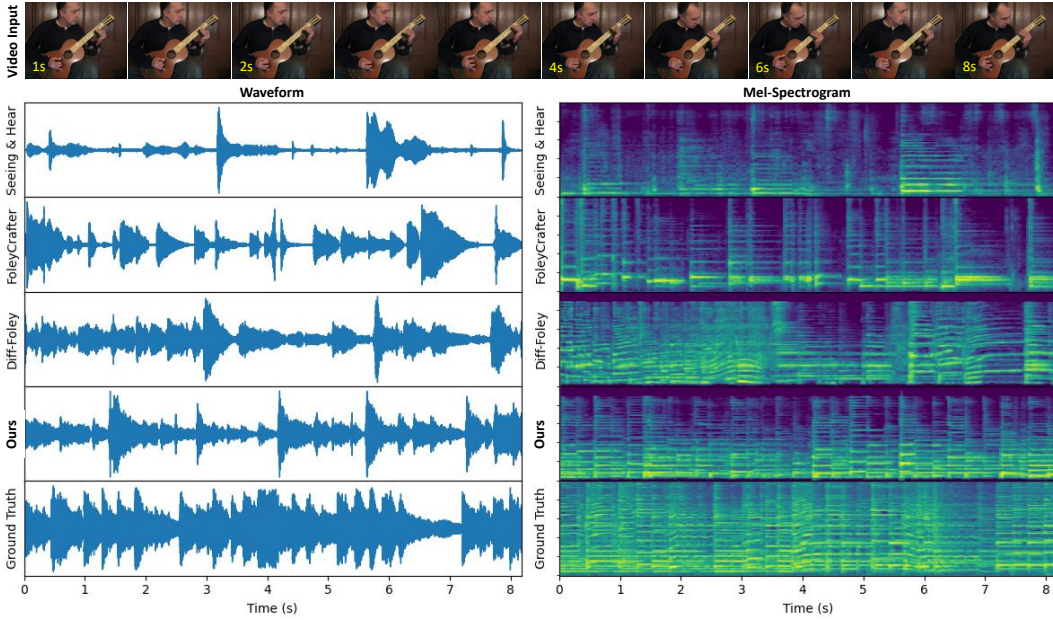 Video Input
1s
2s
4s
6s
8s
Waveform
Mel-Spectrogram
Seeing & Hear
Seeing & Hear
FoleyCrafter
FoleyCrafter
Diff-Foley
Diff-Foley
Ours
Ours
Ground Truth
Ground Truth
0 1 2 3 4 5 6 7 8
0 1 2 3 4 5 6 7 8
Time (s)
Time (s)